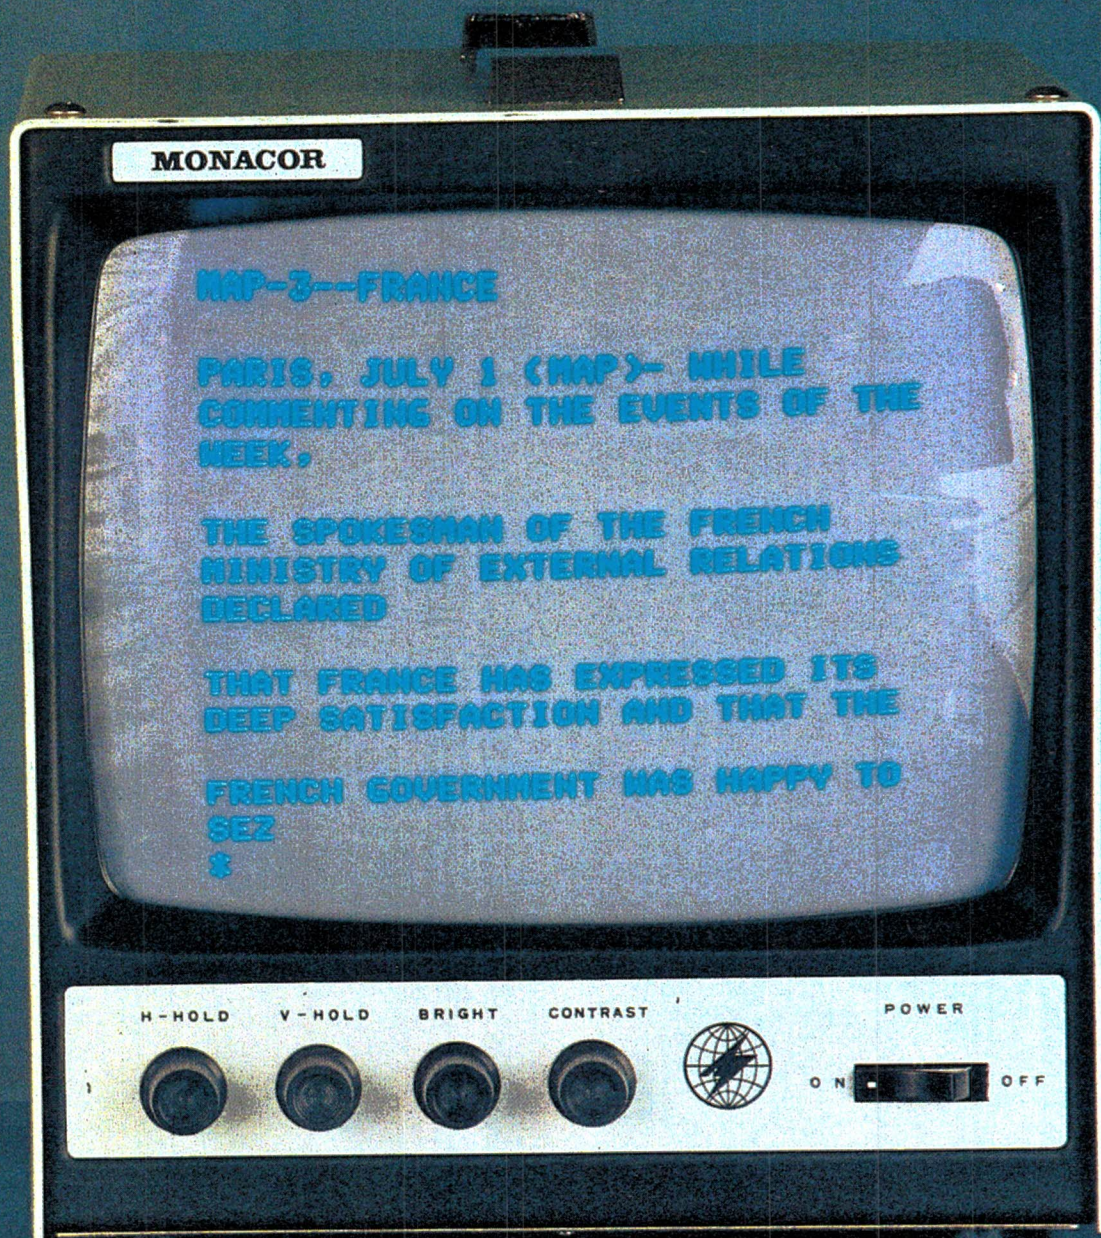 MONACOR
MAP-3--FRANCE
PARIS, JULY 1 (MAP)- WHILE
COMMENTING ON THE EVENTS OF THE
WEEK,
THE SPOKESMAN OF THE FRENCH
MINISTRY OF EXTERNAL RELATIONS
DECLARED
THAT FRANCE HAS EXPRESSED ITS
DEEP SATISFACTION AND THAT THE
FRENCH GOVERNMENT WAS HAPPY TO
SEZ
*
H-HOLD V-HOLD BRIGHT CONTRAST POWER
ON OFF